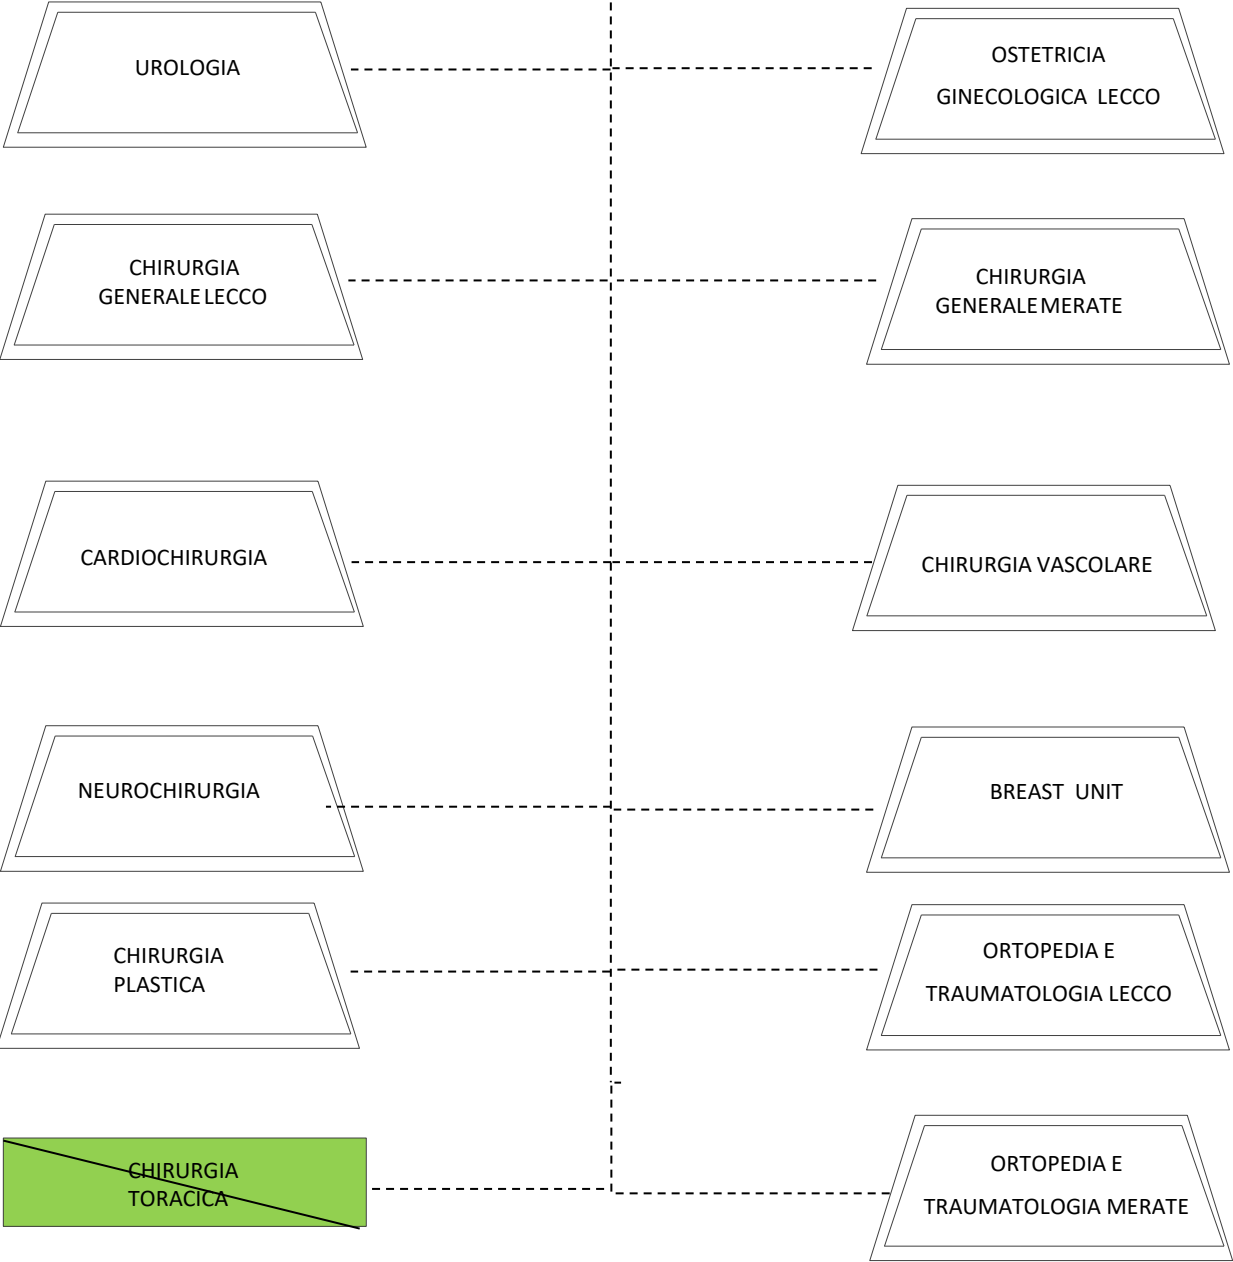 UROLOGIA
OSTETRICIA
GINECOLOGICA LECCO
CHIRURGIA
GENERALE LECCO
CHIRURGIA
GENERALE MERATE
CARDIOCHIRURGIA
CHIRURGIA VASCOLARE
NEUROCHIRURGIA
BREAST UNIT
CHIRURGIA
PLASTICA
ORTOPEDIA E
TRAUMATOLOGIA LECCO
CHIRURGIA
TORACICA
ORTOPEDIA E
TRAUMATOLOGIA MERATE